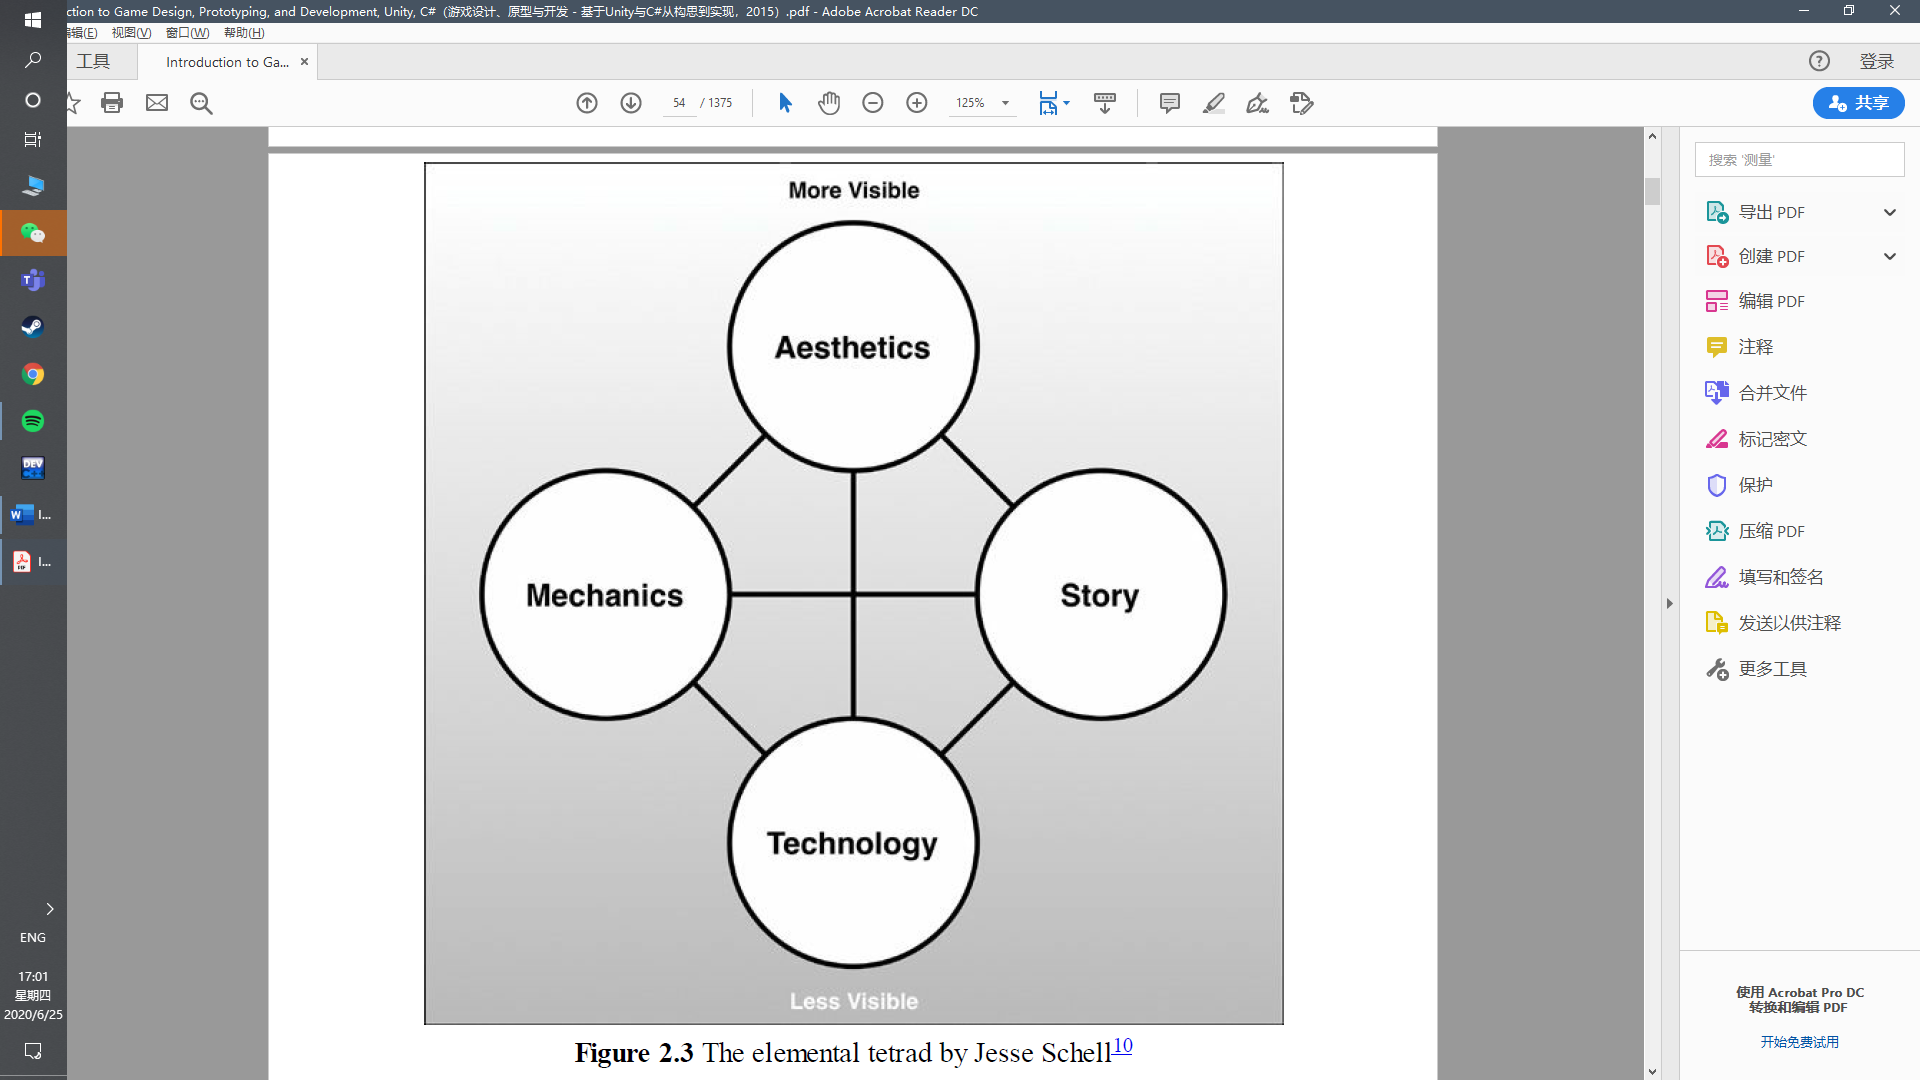 ction to Game Design, Prototyping, and Development, Unity, C#（游戏设计、原型与开发 - 基于Unity与C#从构思到实现，2015）.pdf - Adobe Acrobat Reader DC
编辑(E) 视图(V) 窗口(W) 帮助(H)
工具 Introduction to Ga... × 登录
54 / 1375 125% 共享
More Visible
Aesthetics
Mechanics Story
Technology
Less Visible
Figure 2.3 The elemental tetrad by Jesse Schell10
搜索 '测量'
导出 PDF
创建 PDF
编辑 PDF
注释
合并文件
标记密文
保护
压缩 PDF
填写和签名
发送以供注释
更多工具
使用 Acrobat Pro DC
转换和编辑 PDF
开始免费试用
DEV
I...
I...
ENG
17:01
星期四
2020/6/25